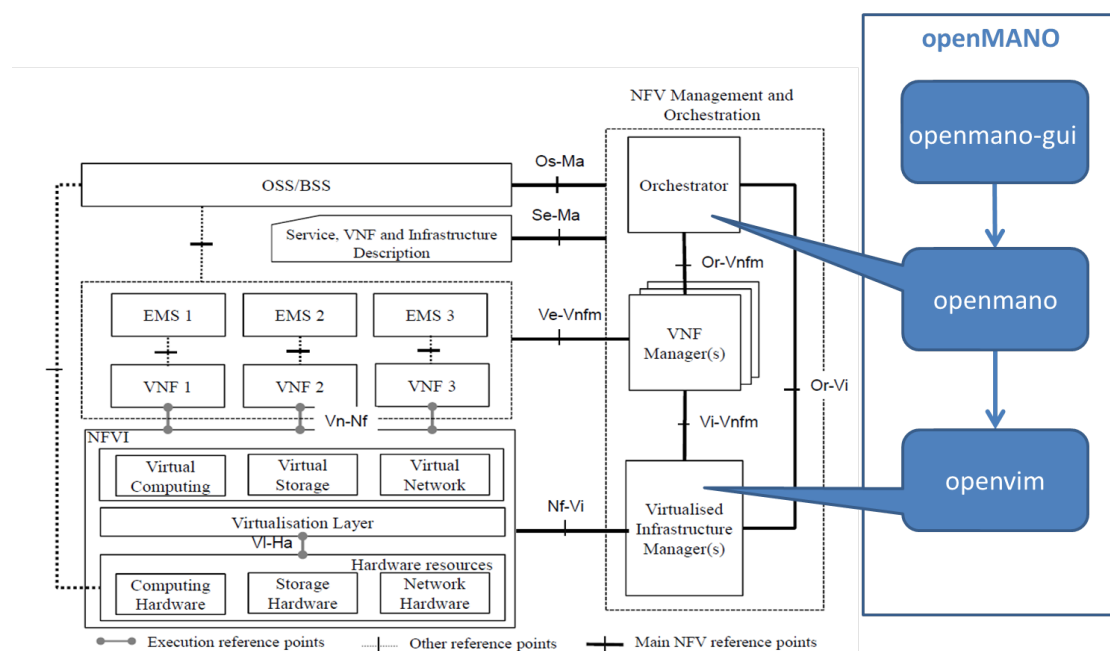 openMANO
openmano-gui
openmano
openvim
NFV Management and
Orchestration
OSS/BSS
Os-Ma
Orchestrator
Se-Ma
Service, VNF and Infrastructure
Description
Or-Vnfm
EMS 1
EMS 2
EMS 3
Ve-Vnfm
VNF
Manager(s)
VNF 1
VNF 2
VNF 3
Or-Vi
Vn-Nf
Vi-Vnfm
NFVI
Virtual
Computing
Virtual
Storage
Virtual
Network
Nf-Vi
Virtualised
Infrastructure
Manager(s)
Virtualisation Layer
Vl-Ha
Hardware resources
Computing
Hardware
Storage
Hardware
Network
Hardware
Execution reference points
Other reference points
Main NFV reference points